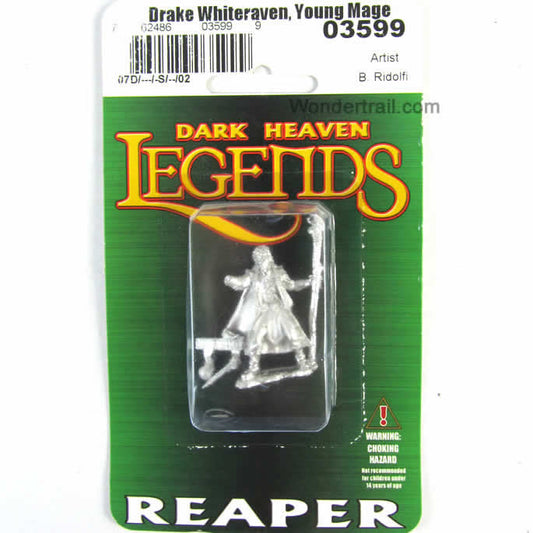 Drake Whiteraven, Young Mage
62486 03599 9
03599
07D/---/-S/--/02
Artist
B. Ridolfi
Wondertrail.com
DARK HEAVEN
LEGENDS
WARNING:
CHOKING
HAZARD
Not recommended
for children under
14 years of age
REAPER